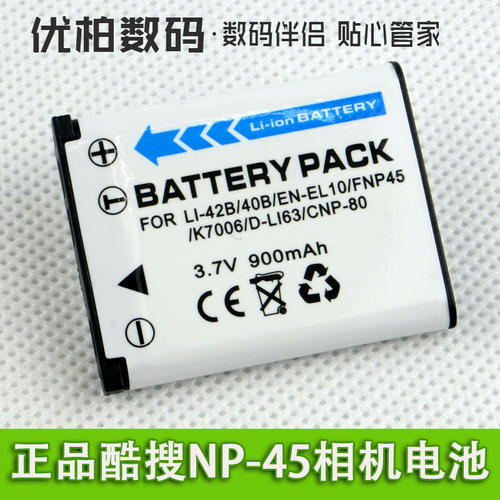 优柏数码·数码伴侣 贴心管家
Li-ion BATTERY
BATTERY PACK
FOR LI-42B/40B/EN-EL10/FNP45
/K7006/D-LI63/CNP-80
3.7V 900mAh
CE
正品酷搜NP-45相机电池